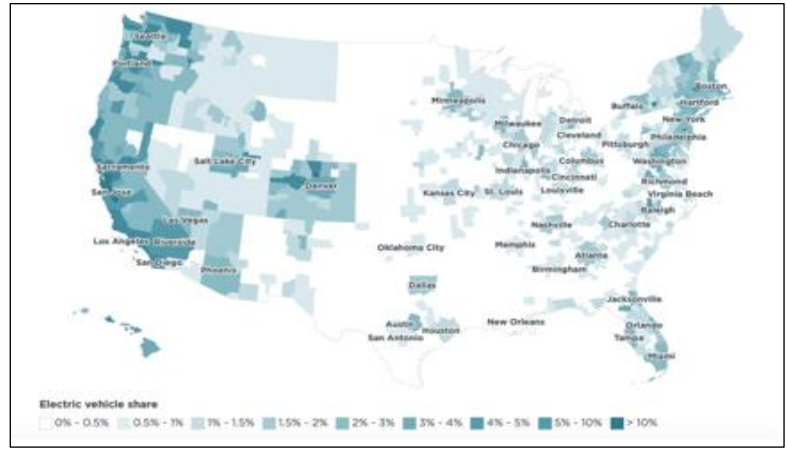 Seattle
Portland
Minneapolis
Boston
Buffalo
Hartford
Milwaukee
Detroit
New York
Chicago
Cleveland
Pittsburgh
Philadelphia
Sacramento
Salt Lake City
Denver
Indianapolis
Columbus
Washington
Cincinnati
San Jose
Kansas City
St. Louis
Louisville
Richmond
Virginia Beach
Las Vegas
Raleigh
Nashville
Charlotte
Los Angeles
Riverside
Oklahoma City
Memphis
Atlanta
San Diego
Phoenix
Birmingham
Dallas
Jacksonville
Austin
Houston
New Orleans
Orlando
San Antonio
Tampa
Miami
Electric vehicle share
0% - 0.5% 0.5% - 1% 1% - 1.5% 1.5% - 2% 2% - 3% 3% - 4% 4% - 5% 5% - 10% > 10%